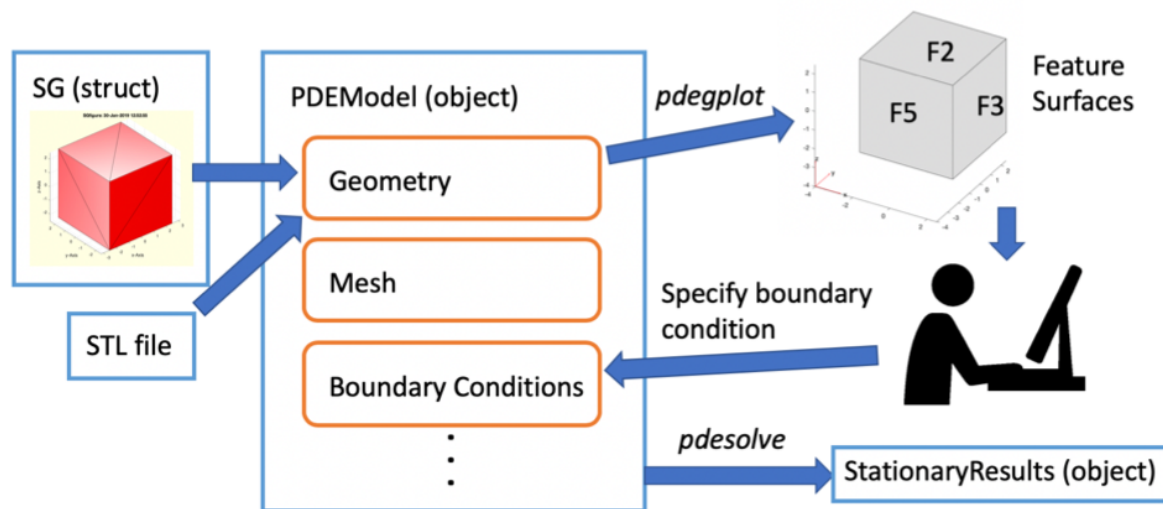 SG (struct)
PDEModel (object)
Geometry
Mesh
Boundary Conditions
STL file
pdegplot
F2
F5
F3
Feature
Surfaces
Specify boundary
condition
pdesolve
StationaryResults (object)